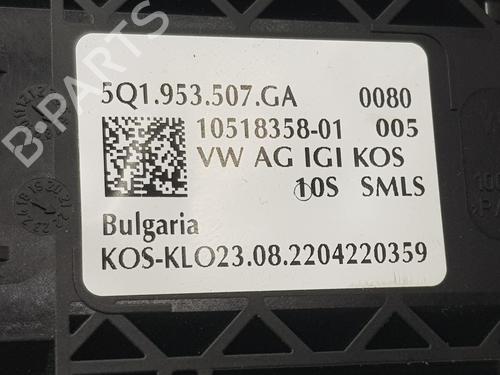 B-PARTS
5Q1.953.507.GA 0080
10518358-01 005
VW AG IGI KOS
10S SMLS
Bulgaria
KOS-KLO23.08.2204220359